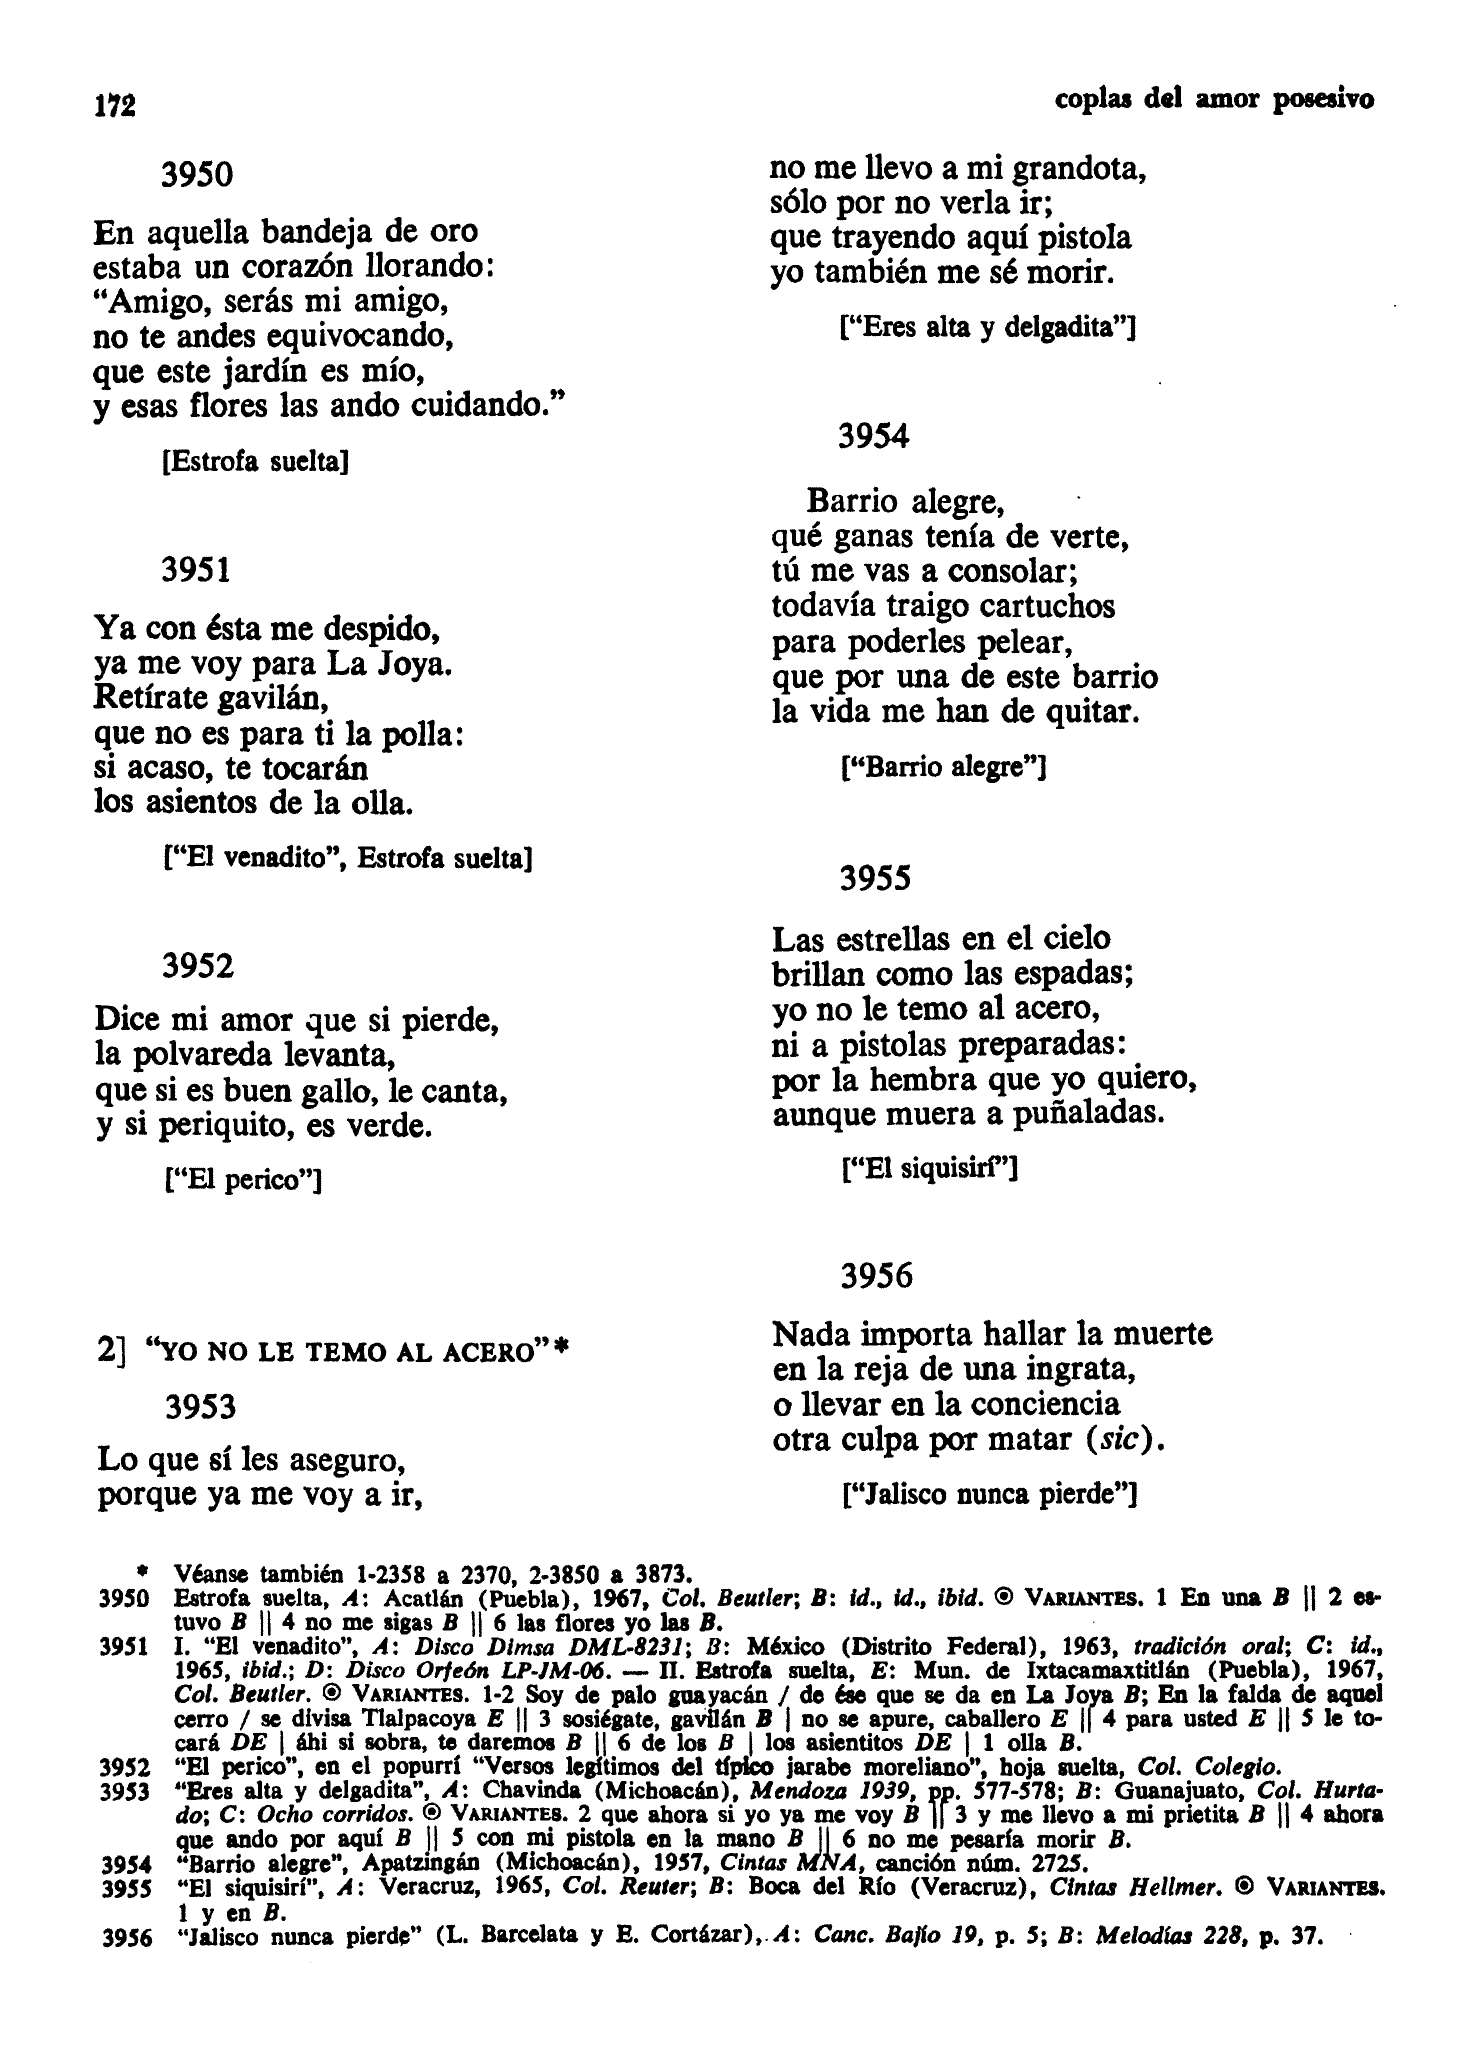 172
coplas del amor posesivo
3950
En aquella bandeja de oro
estaba un corazón llorando:
“Amigo, serás mi amigo,
no te andes equivocando,
que este jardín es mío,
y esas flores las ando cuidando.”
[Estrofa suelta]
3951
Ya con ésta me despido,
ya me voy para La Joya.
Retírate gavilán,
que no es para ti la polla:
si acaso, te tocarán
los asientos de la olla.
[“El venadito”, Estrofa suelta]
3952
Dice mi amor que si pierde,
la polvareda levanta,
que si es buen gallo, le canta,
y si periquito, es verde.
[“El perico”]
2] “YO NO LE TEMO AL ACERO”*
3953
Lo que sí les aseguro,
porque ya me voy a ir,
no me llevo a mi grandota,
sólo por no verla ir;
que trayendo aquí pistola
yo también me sé morir.
[“Eres alta y delgadita”]
3954
Barrio alegre,
qué ganas tenía de verte,
tú me vas a consolar;
todavía traigo cartuchos
para poderles pelear,
que por una de este barrio
la vida me han de quitar.
[“Barrio alegre”]
3955
Las estrellas en el cielo
brillan como las espadas;
yo no le temo al acero,
ni a pistolas preparadas:
por la hembra que yo quiero,
aunque muera a puñaladas.
[“El siquisirí”]
3956
Nada importa hallar la muerte
en la reja de una ingrata,
o llevar en la conciencia
otra culpa por matar (sic).
[“Jalisco nunca pierde”]
* Véanse también 1-2358 a 2370, 2-3850 a 3873.
3950 Estrofa suelta, A: Acatlán (Puebla), 1967, Col. Beutler; B: id., id., ibid. ⊙ VARIANTES. 1 En una B || 2 es-
tuvo B || 4 no me sigas B || 6 las flores yo las B.
3951 I. “El venadito”, A: Disco Dimsa DML-8231; B: México (Distrito Federal), 1963, tradición oral; C: id.,
1965, ibid.; D: Disco Orfeón LP-JM-06. — II. Estrofa suelta, E: Mun. de Ixtacamaxtitlán (Puebla), 1967,
Col. Beutler. ⊙ VARIANTES. 1-2 Soy de palo guayacán / de ése que se da en La Joya B; En la falda de aquel
cerro / se divisa Tlalpacoya E || 3 sosiégate, gavilán B | no se apure, caballero E || 4 para usted E || 5 le to-
cará DE | áhi si sobra, te daremos B || 6 de los B | los asientitos DE | 1 olla B.
3952 “El perico”, en el popurrí “Versos legítimos del típico jarabe moreliano”, hoja suelta, Col. Colegio.
3953 “Eres alta y delgadita”, A: Chavinda (Michoacán), Mendoza 1939, pp. 577-578; B: Guanajuato, Col. Hurta-
do; C: Ocho corridos. ⊙ VARIANTES. 2 que ahora si yo ya me voy B || 3 y me llevo a mi prietita B || 4 ahora
que ando por aquí B || 5 con mi pistola en la mano B || 6 no me pesaría morir B.
3954 “Barrio alegre”, Apatzingán (Michoacán), 1957, Cintas MNA, canción núm. 2725.
3955 “El siquisirí”, A: Veracruz, 1965, Col. Reuter; B: Boca del Río (Veracruz), Cintas Hellmer. ⊙ VARIANTES.
1 y en B.
3956 “Jalisco nunca pierde” (L. Barcelata y E. Cortázar), A: Canc. Bajío 19, p. 5; B: Melodías 228, p. 37.